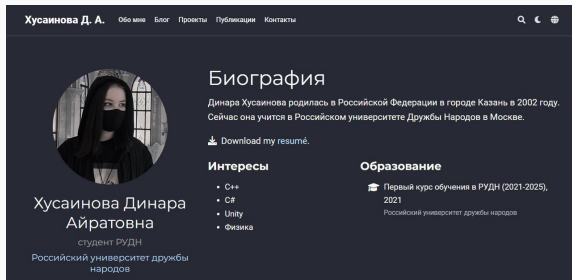 Хусаинова Д. А. Обо мне Блог Проекты Публикации Контакты
Биография
Динара Хусаинова родилась в Российской Федерации в городе Казань в 2002 году.
Сейчас она учится в Российском университете Дружбы Народов в Москве.
Download my resumé.
Интересы
C++
C#
Unity
Физика
Образование
Первый курс обучения в РУДН (2021-2025),
2021
Российский университет дружбы народов
Хусаинова Динара
Айратовна
студент РУДН
Российский университет дружбы
народов